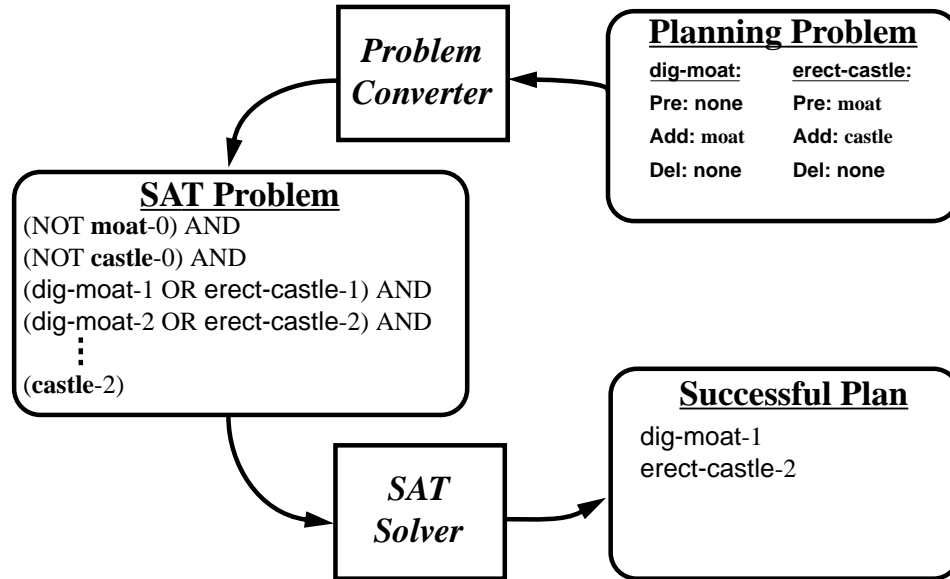 Planning Problem
dig-moat: erect-castle:
Pre: none Pre: moat
Add: moat Add: castle
Del: none Del: none
Problem
Converter
SAT Problem
(NOT moat-0) AND
(NOT castle-0) AND
(dig-moat-1 OR erect-castle-1) AND
(dig-moat-2 OR erect-castle-2) AND
(castle-2)
SAT
Solver
Successful Plan
dig-moat-1
erect-castle-2